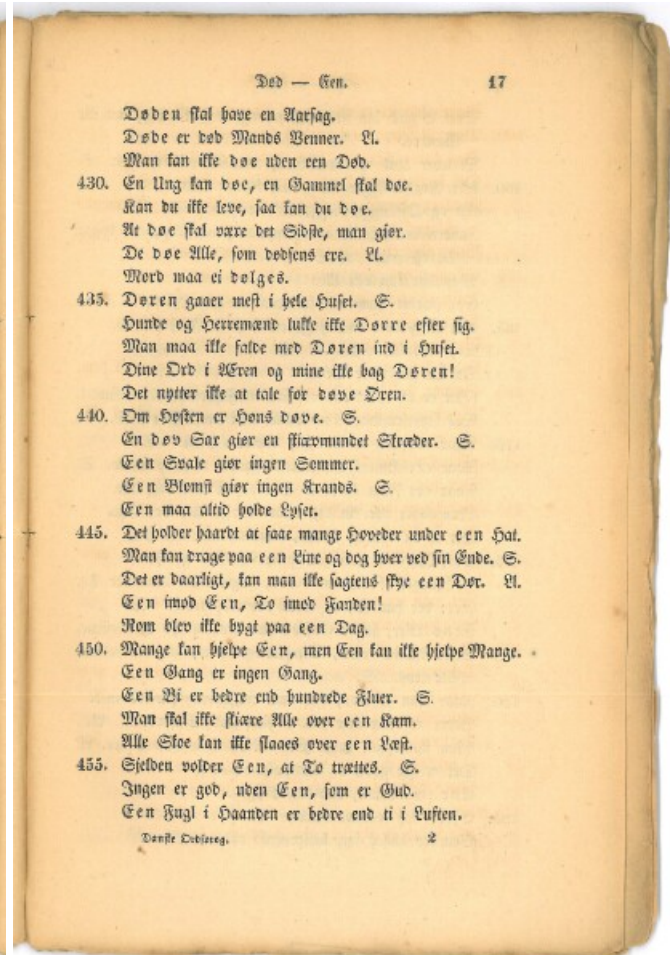 Død — Een. 17
Døden skal have en Aarsag.
Døde er død Mands Venner. Ll.
Man kan ikke døe uden een Død.
430. En Ung kan døe, en Gammel skal døe.
Kan du ikke leve, saa kan du døe.
At døe skal være det Sidste, man giør.
De døe Alle, som dødsens ere. Ll.
Mord maa ei dølges.
435. Døren gaaer mest i hele Huset. S.
Hunde og Herremænd lukke ikke Dørre efter sig.
Man maa ikke falde med Døren ind i Huset.
Dine Ord i Æren og mine ikke bag Døren!
Det nytter ikke at tale for døve Øren.
440. Om Høsten er Høns døve. S.
En døv Sax giør en skiævmundet Skræder. S.
Een Svale giør ingen Sommer.
Een Blomst giør ingen Krands. S.
Een maa altid holde Lyset.
445. Det holder haardt at faae mange Hoveder under een Hat.
Man kan drage paa een Line og dog hver ved sin Ende. S.
Det er daarligt, kan man ikke sagtens skye een Dør. Ll.
Een imod Een, To imod Fanden!
Rom blev ikke bygt paa een Dag.
450. Mange kan hjelpe Een, men Een kan ikke hjelpe Mange.
Een Gang er ingen Gang.
Een Bi er bedre end hundrede Fluer. S.
Man skal ikke skiære Alle over een Kam.
Alle Skoe kan ikke slaaes over een Læst.
455. Sjelden volder Een, at To trættes. S.
Ingen er god, uden Een, som er Gud.
Een Fugl i Haanden er bedre end ti i Luften.
Danske Ordsprog. 2